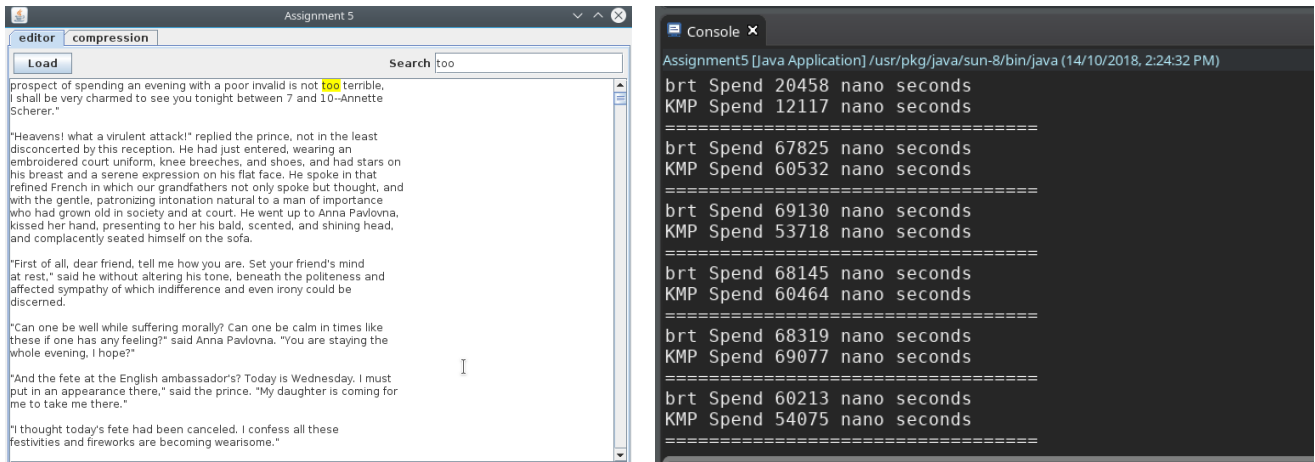 Assignment 5
editor compression
Load Search too
prospect of spending an evening with a poor invalid is not too terrible,
I shall be very charmed to see you tonight between 7 and 10--Annette
Scherer."
"Heavens! what a virulent attack!" replied the prince, not in the least
disconcerted by this reception. He had just entered, wearing an
embroidered court uniform, knee breeches, and shoes, and had stars on
his breast and a serene expression on his flat face. He spoke in that
refined French in which our grandfathers not only spoke but thought, and
with the gentle, patronizing intonation natural to a man of importance
who had grown old in society and at court. He went up to Anna Pavlovna,
kissed her hand, presenting to her his bald, scented, and shining head,
and complacently seated himself on the sofa.
"First of all, dear friend, tell me how you are. Set your friend's mind
at rest," said he without altering his tone, beneath the politeness and
affected sympathy of which indifference and even irony could be
discerned.
"Can one be well while suffering morally? Can one be calm in times like
these if one has any feeling?" said Anna Pavlovna. "You are staying the
whole evening, I hope?"
"And the fete at the English ambassador's? Today is Wednesday. I must
put in an appearance there," said the prince. "My daughter is coming for
me to take me there."
"I thought today's fete had been canceled. I confess all these
festivities and fireworks are becoming wearisome."
Console
Assignment5 [Java Application] /usr/pkg/java/sun-8/bin/java (14/10/2018, 2:24:32 PM)
brt Spend 20458 nano seconds
KMP Spend 12117 nano seconds
==================================
brt Spend 67825 nano seconds
KMP Spend 60532 nano seconds
==================================
brt Spend 69130 nano seconds
KMP Spend 53718 nano seconds
==================================
brt Spend 68145 nano seconds
KMP Spend 60464 nano seconds
==================================
brt Spend 68319 nano seconds
KMP Spend 69077 nano seconds
==================================
brt Spend 60213 nano seconds
KMP Spend 54075 nano seconds
==================================